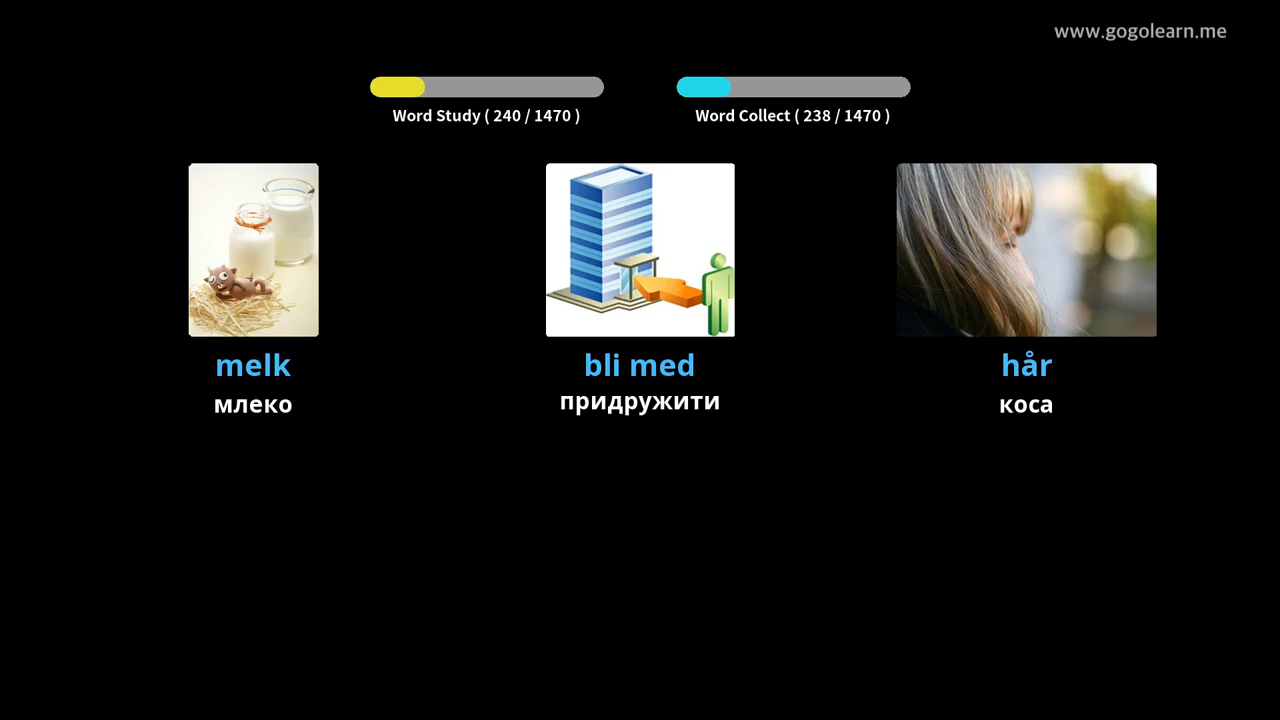 www.gogolearn.me
Word Study ( 240 / 1470 )
Word Collect ( 238 / 1470 )
melk
bli med
hår
млеко
придружити
коса